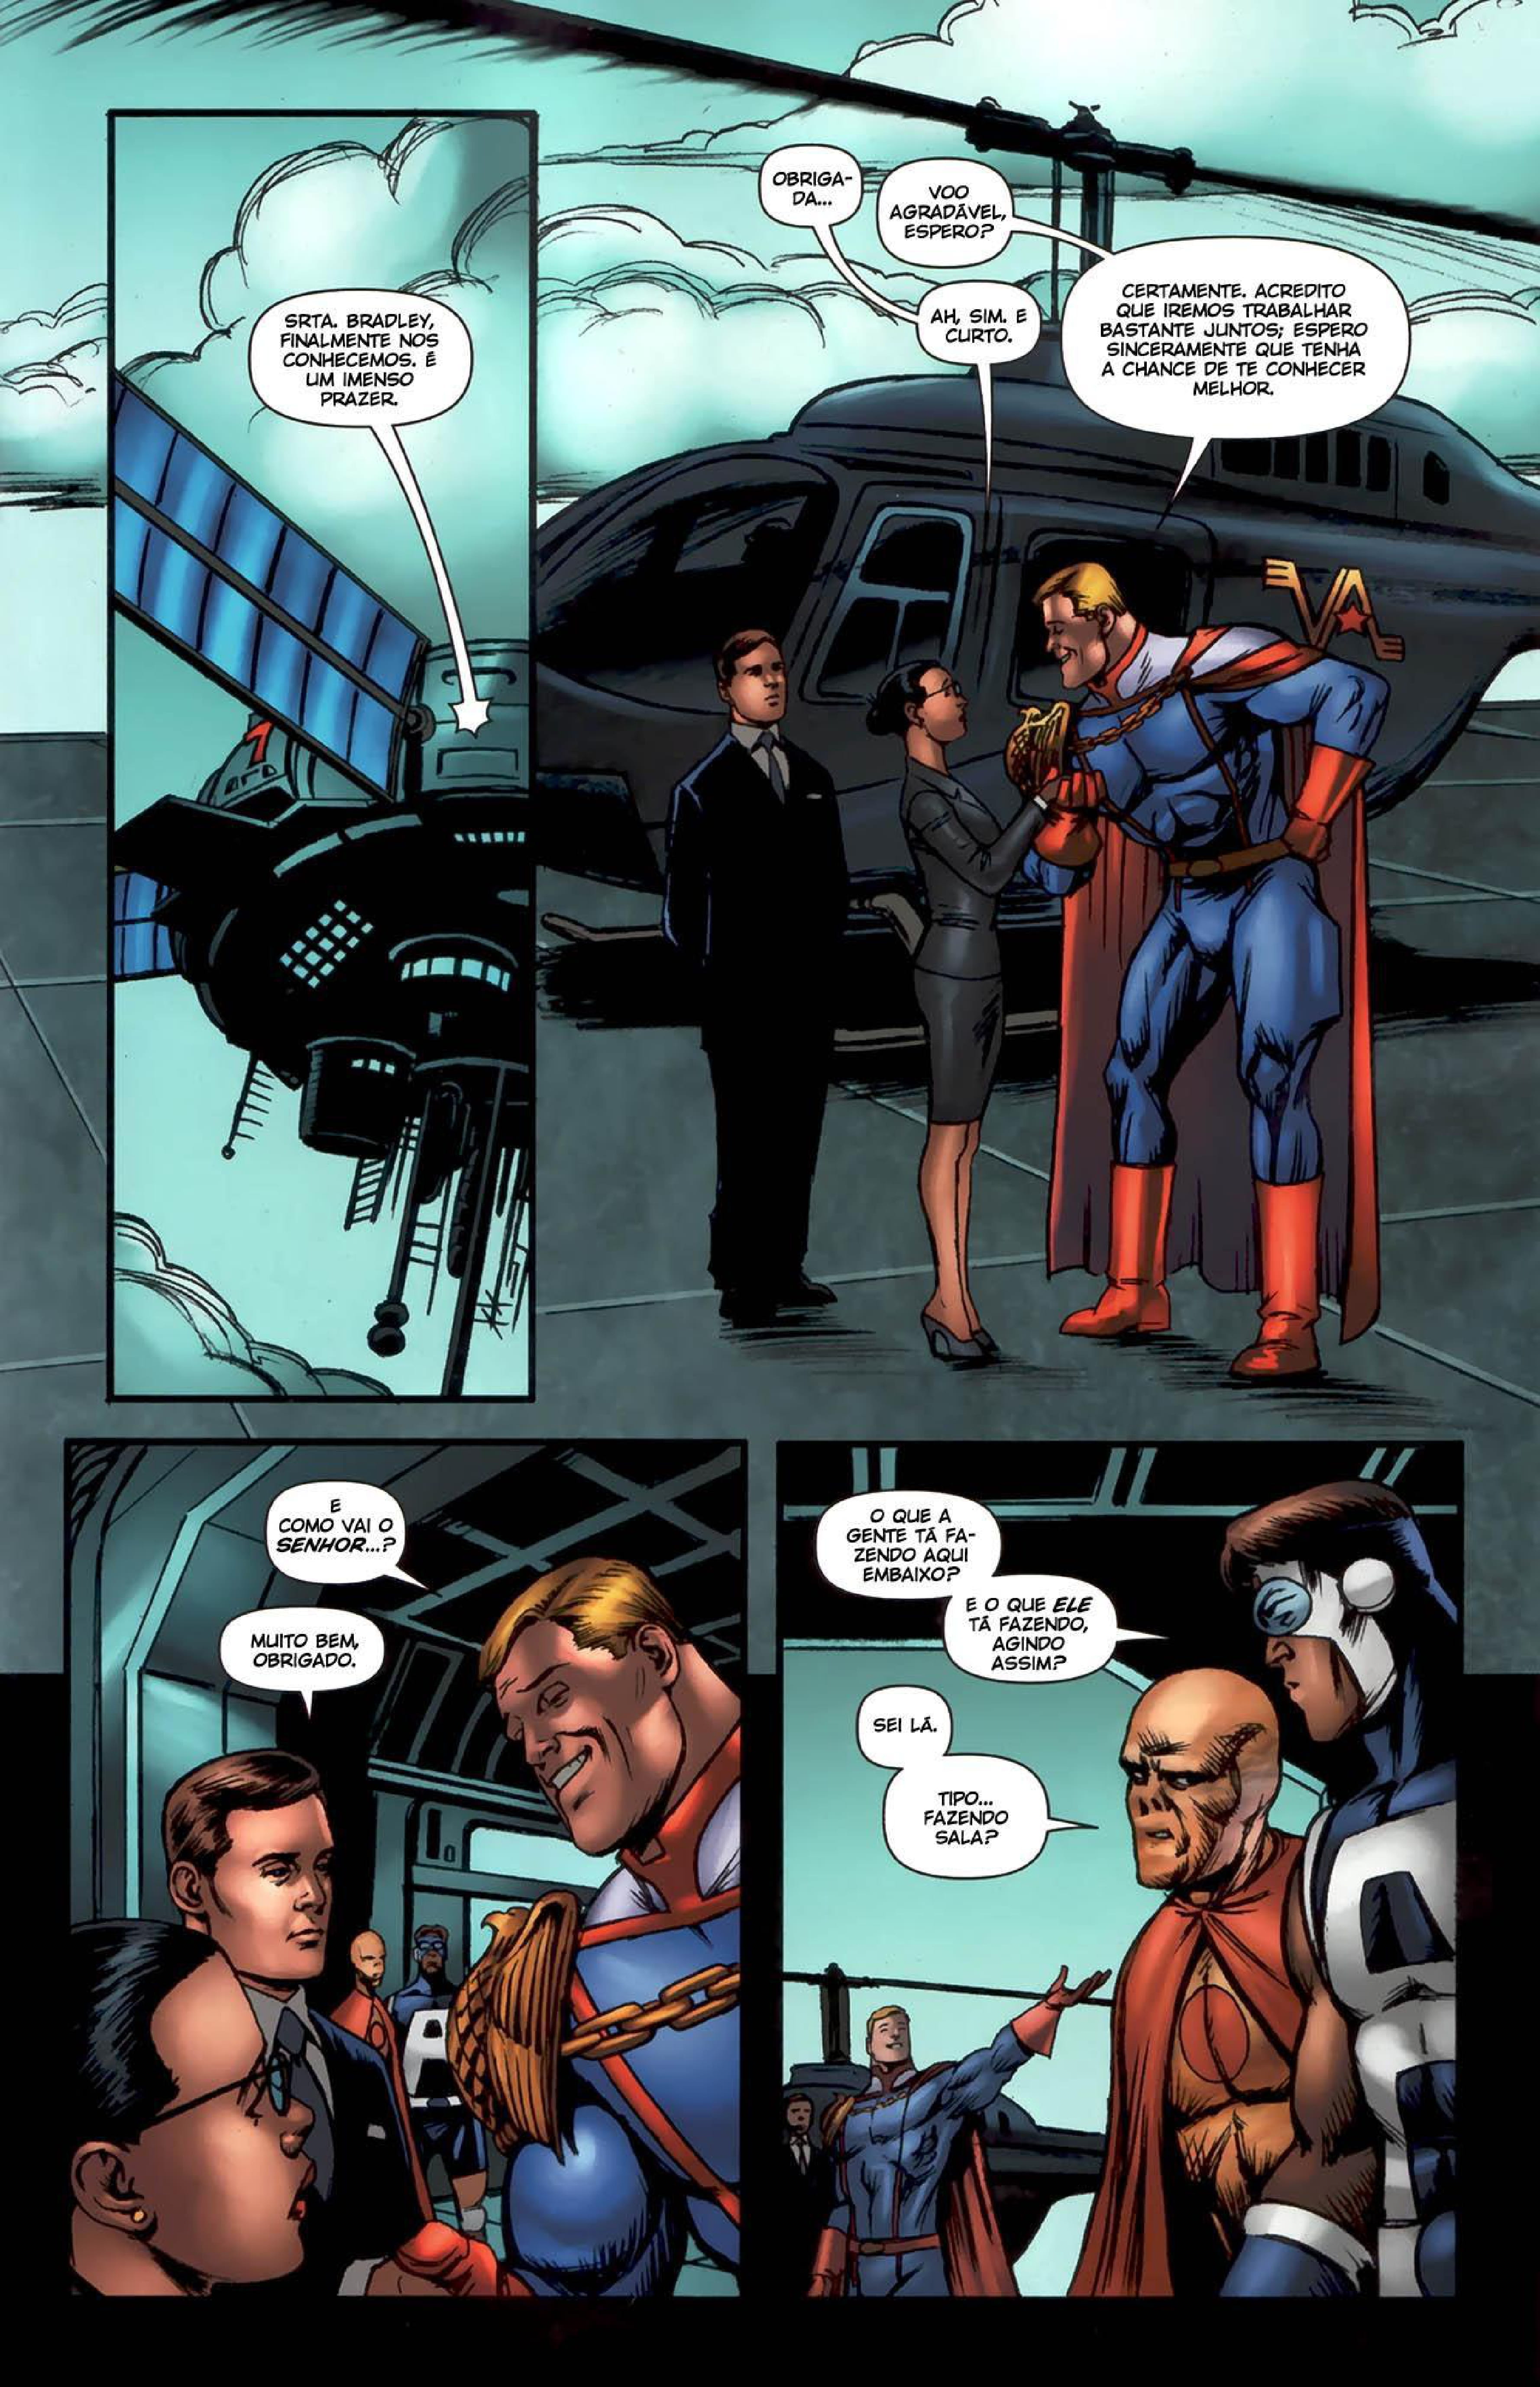 SRTA. BRADLEY,
FINALMENTE NOS
CONHECEMOS. É
UM IMENSO
PRAZER.
OBRIGA-
DA...
VOO
AGRADÁVEL,
ESPERO?
AH, SIM. E
CURTO.
CERTAMENTE. ACREDITO
QUE IREMOS TRABALHAR
BASTANTE JUNTOS; ESPERO
SINCERAMENTE QUE TENHA
A CHANCE DE TE CONHECER
MELHOR.
VA
7
E
COMO VAI O
SENHOR...?
MUITO BEM,
OBRIGADO.
A
O QUE A
GENTE TÁ FA-
ZENDO AQUI
EMBAIXO?
E O QUE ELE
TÁ FAZENDO,
AGINDO
ASSIM?
SEI LÁ.
TIPO...
FAZENDO
SALA?
A